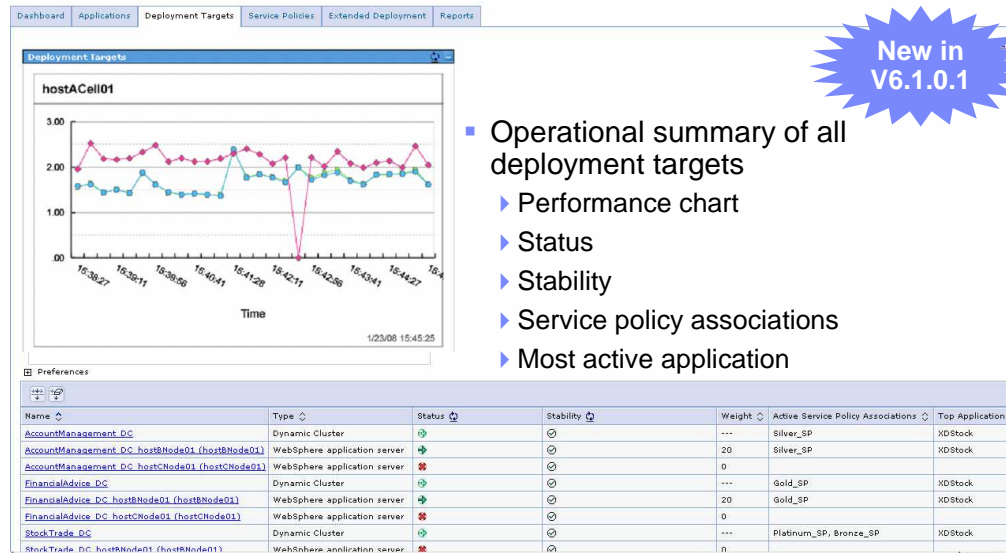 Dashboard Applications Deployment Targets Service Policies Extended Deployment Reports
New in
V6.1.0.1
Deployment Targets
hostACell01
3.00
2.00
1.00
.00
15:38:27 15:39:11 15:39:56 15:40:41 15:41:26 15:42:11 15:42:56 15:43:41 15:44:27
Time
1/23/08 15:45:25
Operational summary of all
deployment targets
Performance chart
Status
Stability
Service policy associations
Most active application
Preferences
Name Type Status Stability Weight Active Service Policy Associations Top Application
AccountManagement_DC Dynamic Cluster --- Silver_SP XDStock
AccountManagement_DC_hostBNode01 (hostBNode01) WebSphere application server 20 Silver_SP XDStock
AccountManagement_DC_hostCNode01 (hostCNode01) WebSphere application server 0
FinancialAdvice_DC Dynamic Cluster --- Gold_SP XDStock
FinancialAdvice_DC_hostBNode01 (hostBNode01) WebSphere application server 20 Gold_SP XDStock
FinancialAdvice_DC_hostCNode01 (hostCNode01) WebSphere application server 0
StockTrade_DC Dynamic Cluster --- Platinum_SP, Bronze_SP XDStock
StockTrade_DC_hostBNode01 (hostBNode01) WebSphere application server 0